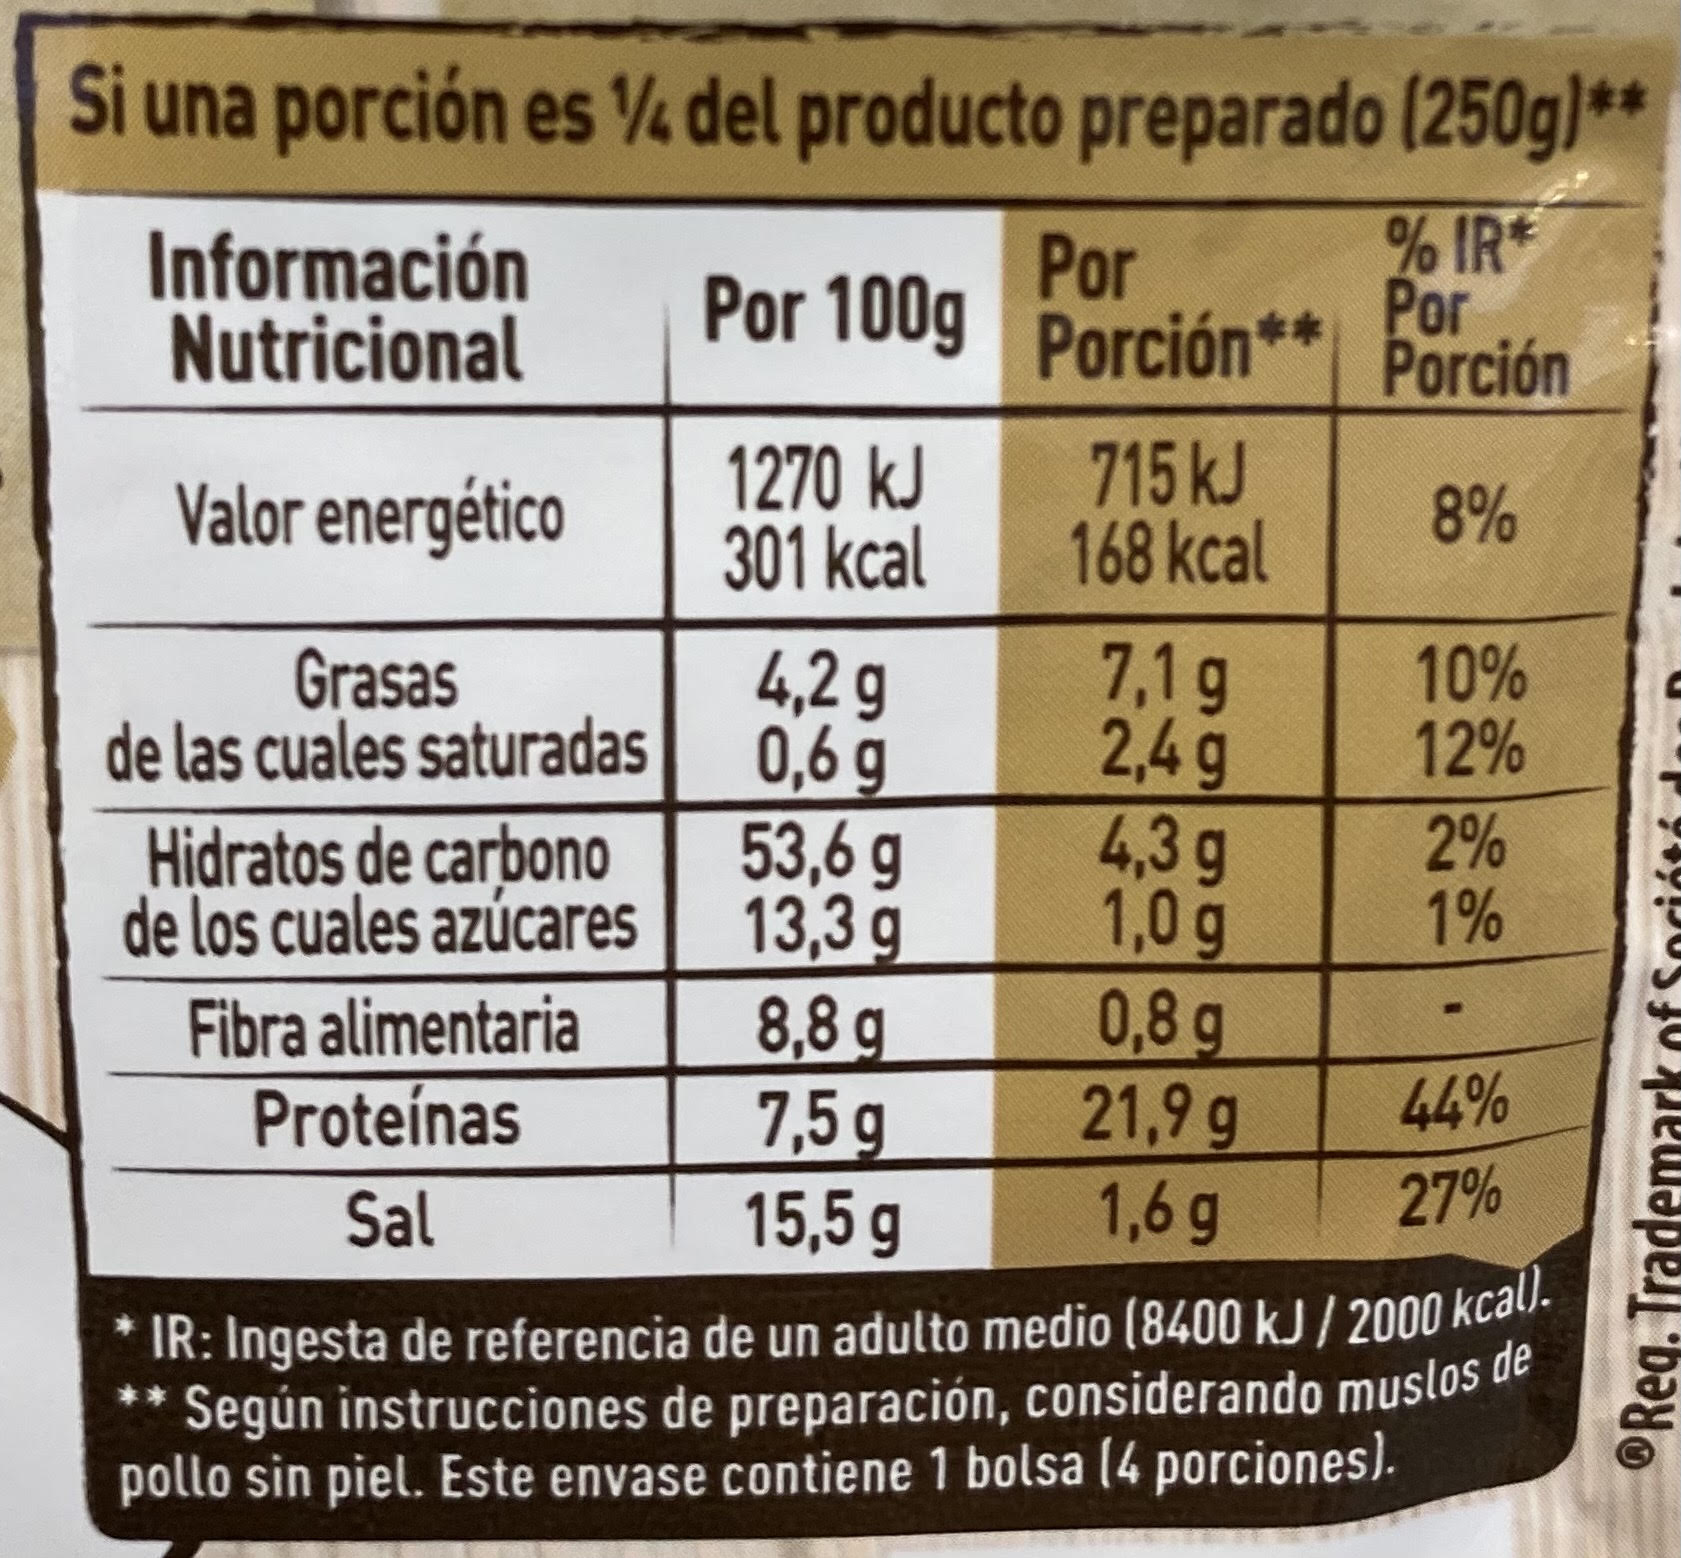 Si una porción es ¼ del producto preparado (250g)**
Información Nutricional Por 100g Por Porción** % IR* Por Porción
Valor energético 1270 kJ 301 kcal 715 kJ 168 kcal 8%
Grasas 4,2 g 7,1 g 10%
de las cuales saturadas 0,6 g 2,4 g 12%
Hidratos de carbono 53,6 g 4,3 g 2%
de los cuales azúcares 13,3 g 1,0 g 1%
Fibra alimentaria 8,8 g 0,8 g -
Proteínas 7,5 g 21,9 g 44%
Sal 15,5 g 1,6 g 27%
* IR: Ingesta de referencia de un adulto medio (8400 kJ / 2000 kcal).
** Según instrucciones de preparación, considerando muslos de
pollo sin piel. Este envase contiene 1 bolsa (4 porciones).
®Reg. Trademark of Société des